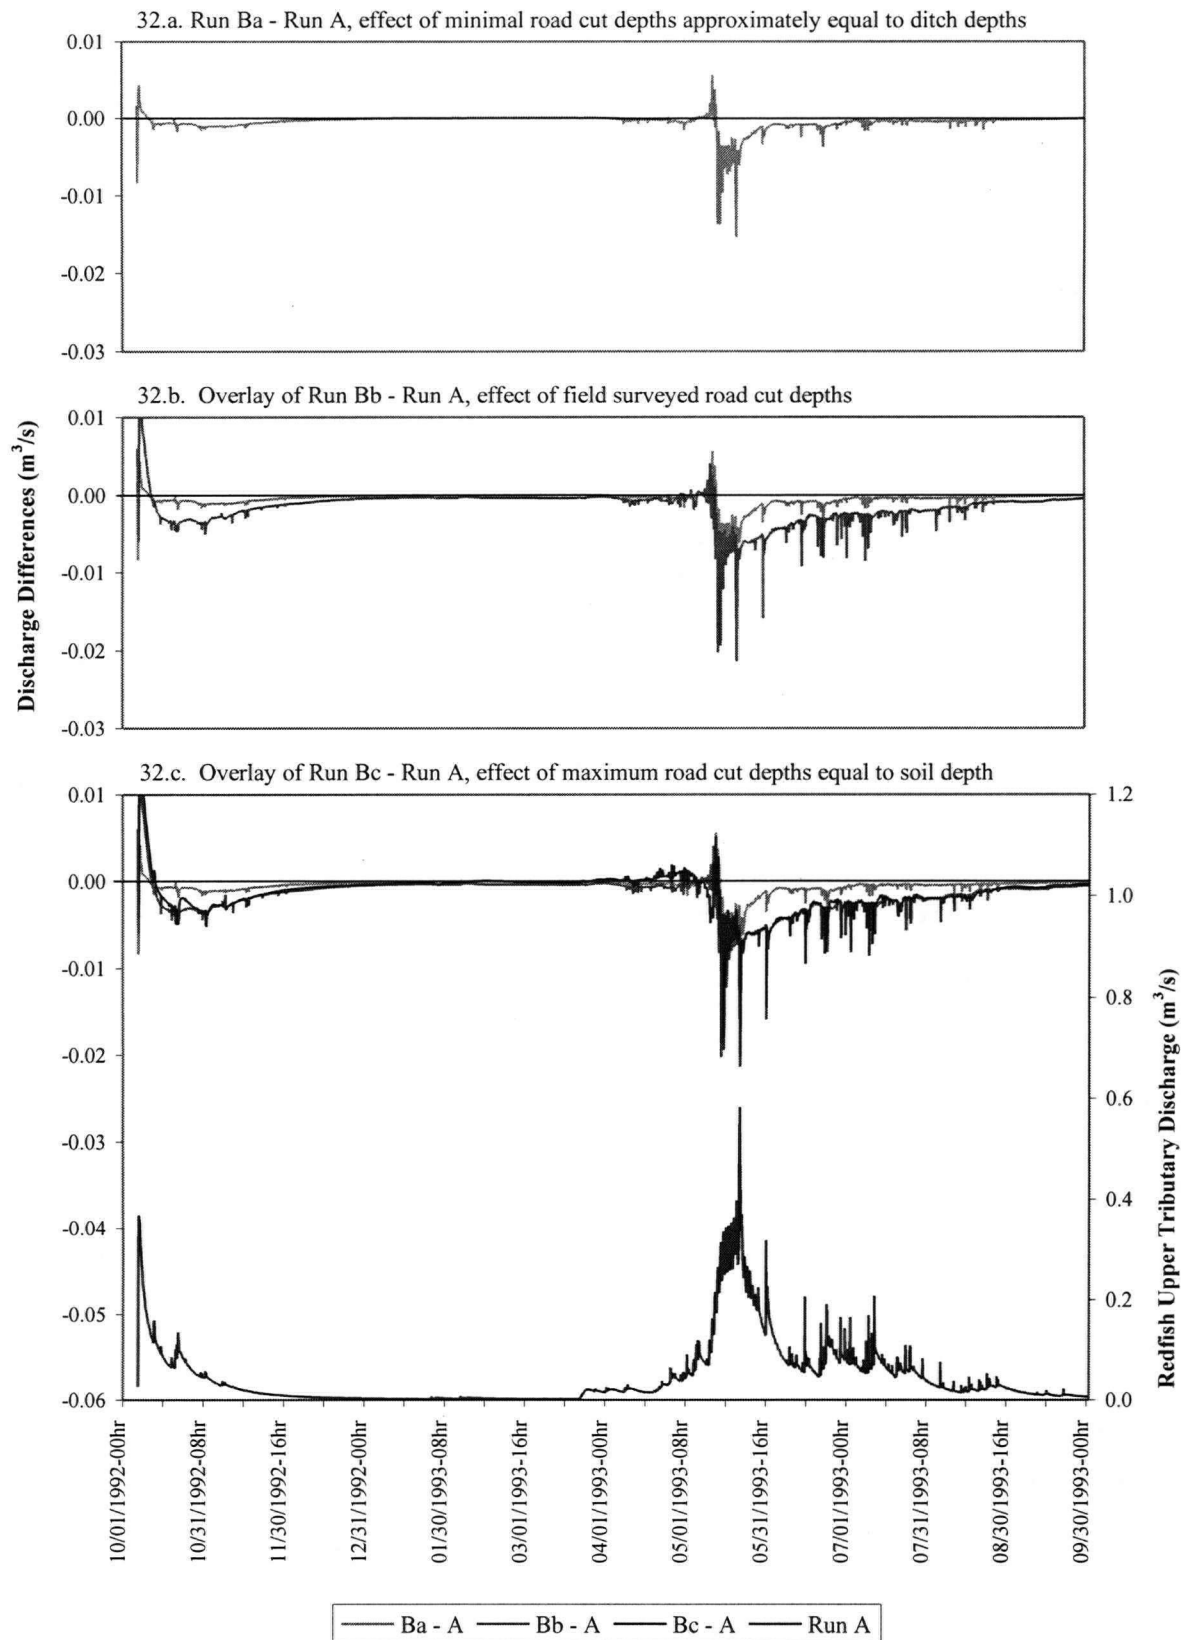 32.a. Run Ba - Run A, effect of minimal road cut depths approximately equal to ditch depths
0.01
0.00
-0.01
-0.02
-0.03
32.b. Overlay of Run Bb - Run A, effect of field surveyed road cut depths
0.01
0.00
-0.01
-0.02
-0.03
Discharge Differences (m³/s)
32.c. Overlay of Run Bc - Run A, effect of maximum road cut depths equal to soil depth
0.01
0.00
-0.01
-0.02
-0.03
-0.04
-0.05
-0.06
1.2
1.0
0.8
0.6
0.4
0.2
0.0
Redfish Upper Tributary Discharge (m³/s)
10/01/1992-00hr
10/31/1992-08hr
11/30/1992-16hr
12/31/1992-00hr
01/30/1993-08hr
03/01/1993-16hr
04/01/1993-00hr
05/01/1993-08hr
05/31/1993-16hr
07/01/1993-00hr
07/31/1993-08hr
08/30/1993-16hr
09/30/1993-00hr
Ba - A Bb - A Bc - A Run A